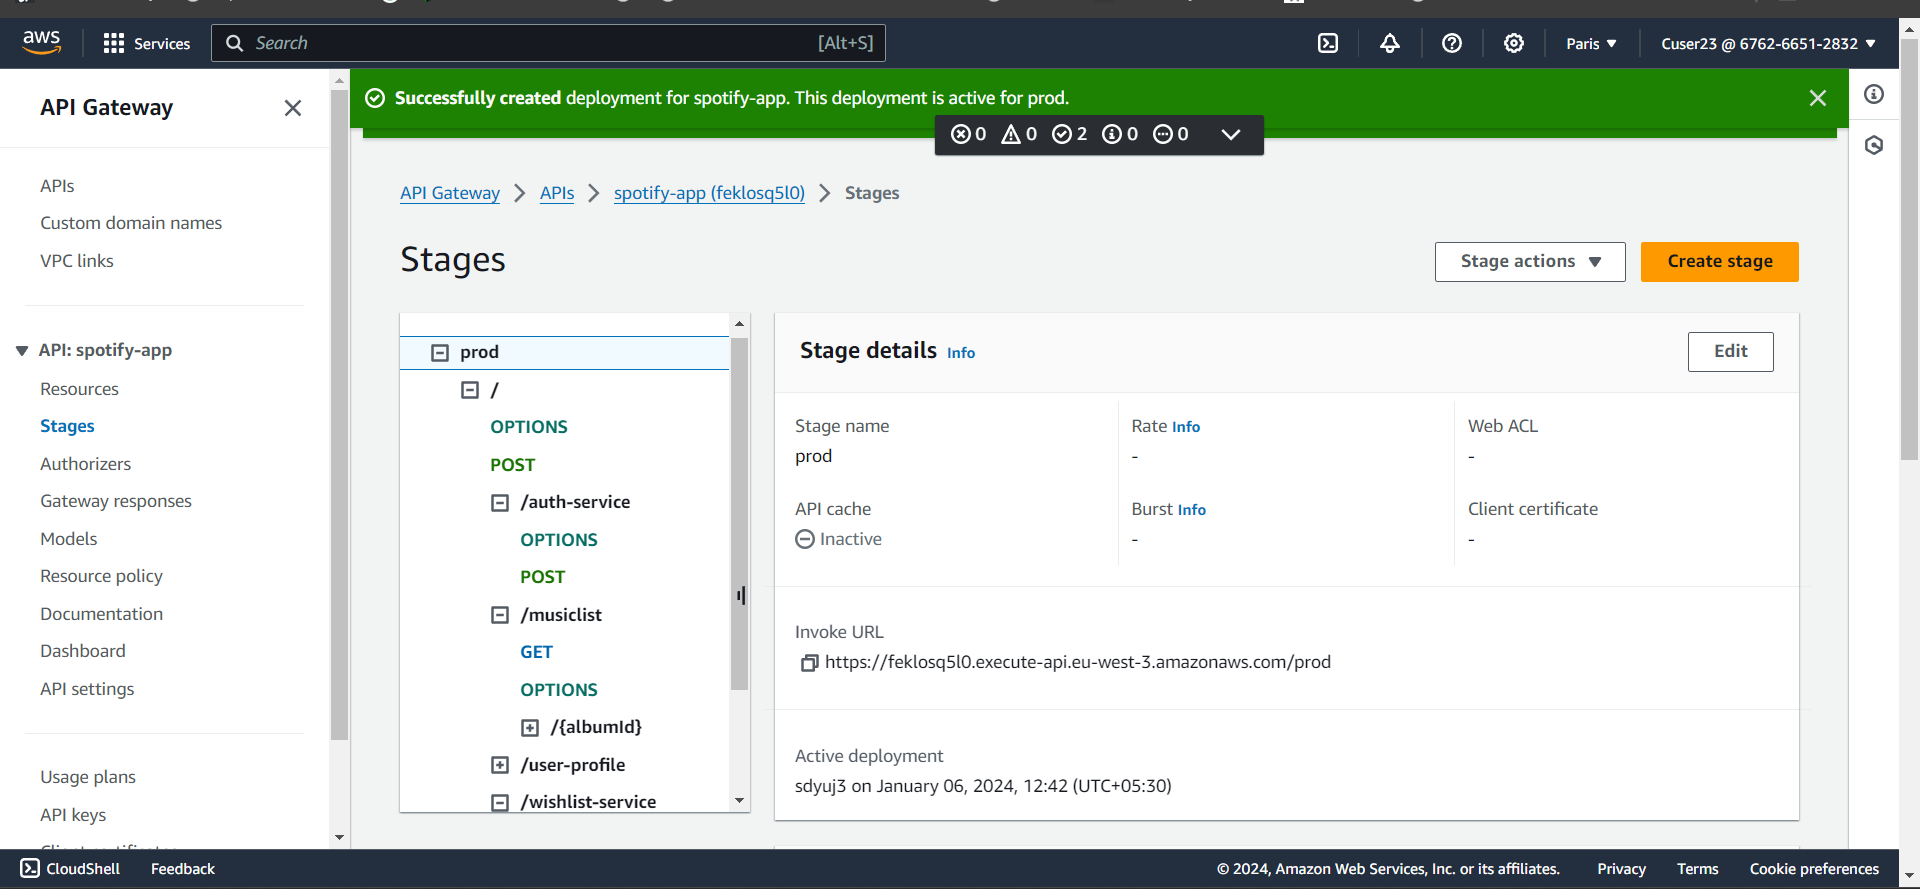 aws
Services
Search
[Alt+S]
Paris ▼
Cuser23 @ 6762-6651-2832 ▼
API Gateway
APIs
Custom domain names
VPC links
API: spotify-app
Resources
Stages
Authorizers
Gateway responses
Models
Resource policy
Documentation
Dashboard
API settings
Usage plans
API keys
Successfully created deployment for spotify-app. This deployment is active for prod.
0 0 2 0 0
API Gateway > APIs > spotify-app (feklosq5l0) > Stages
Stages
Stage actions ▼
Create stage
prod
/
OPTIONS
POST
/auth-service
OPTIONS
POST
/musiclist
GET
OPTIONS
/{albumId}
/user-profile
/wishlist-service
Stage details Info
Edit
Stage name
prod
Rate Info
-
Web ACL
-
API cache
Inactive
Burst Info
-
Client certificate
-
Invoke URL
https://feklosq5l0.execute-api.eu-west-3.amazonaws.com/prod
Active deployment
sdyuj3 on January 06, 2024, 12:42 (UTC+05:30)
CloudShell
Feedback
© 2024, Amazon Web Services, Inc. or its affiliates.
Privacy
Terms
Cookie preferences